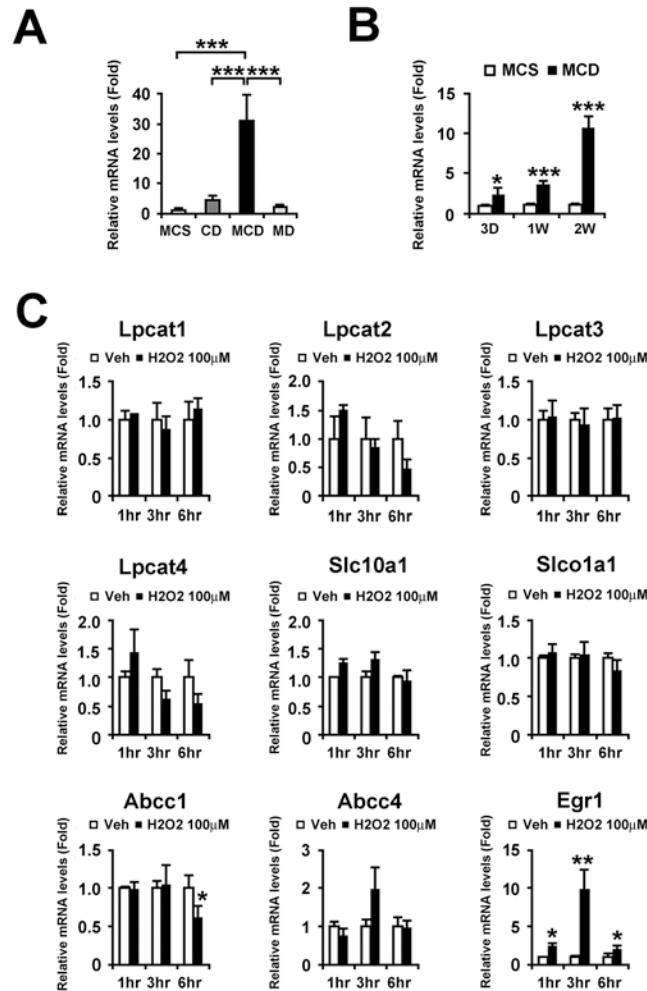 A
***
*** ***
Relative mRNA levels (Fold)
40
30
20
10
0
MCS CD MCD MD
B
MCS MCD
Relative mRNA levels (Fold)
15
10
5
0
* *** ***
3D 1W 2W
C
Lpcat1
Veh H2O2 100μM
Relative mRNA levels (Fold)
1.5
1.0
0.5
0
1hr 3hr 6hr
Lpcat2
Veh H2O2 100μM
Relative mRNA levels (Fold)
2.0
1.5
1.0
0.5
0
1hr 3hr 6hr
Lpcat3
Veh H2O2 100μM
Relative mRNA levels (Fold)
1.5
1.0
0.5
0
1hr 3hr 6hr
Lpcat4
Veh H2O2 100μM
Relative mRNA levels (Fold)
2.0
1.5
1.0
0.5
0
1hr 3hr 6hr
Slc10a1
Veh H2O2 100μM
Relative mRNA levels (Fold)
2.0
1.5
1.0
0.5
0
1hr 3hr 6hr
Slco1a1
Veh H2O2 100μM
Relative mRNA levels (Fold)
1.5
1.0
0.5
0
1hr 3hr 6hr
Abcc1
Veh H2O2 100μM
Relative mRNA levels (Fold)
1.5
1.0
0.5
0
*
1hr 3hr 6hr
Abcc4
Veh H2O2 100μM
Relative mRNA levels (Fold)
3
2
1
0
1hr 3hr 6hr
Egr1
Veh H2O2 100μM
Relative mRNA levels (Fold)
15
10
5
0
* ** *
1hr 3hr 6hr